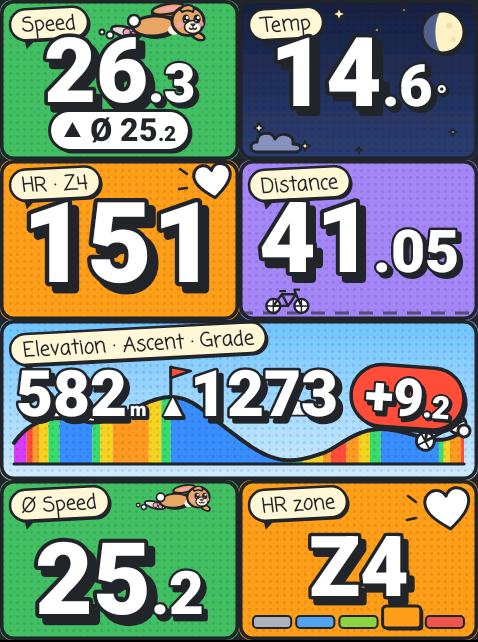 Speed
26.3
▲ Ø 25.2
Temp
14.6°
HR · Z4
151
Distance
41.05
Elevation · Ascent · Grade
582m 1273 +9.2
Ø Speed
25.2
HR zone
Z4